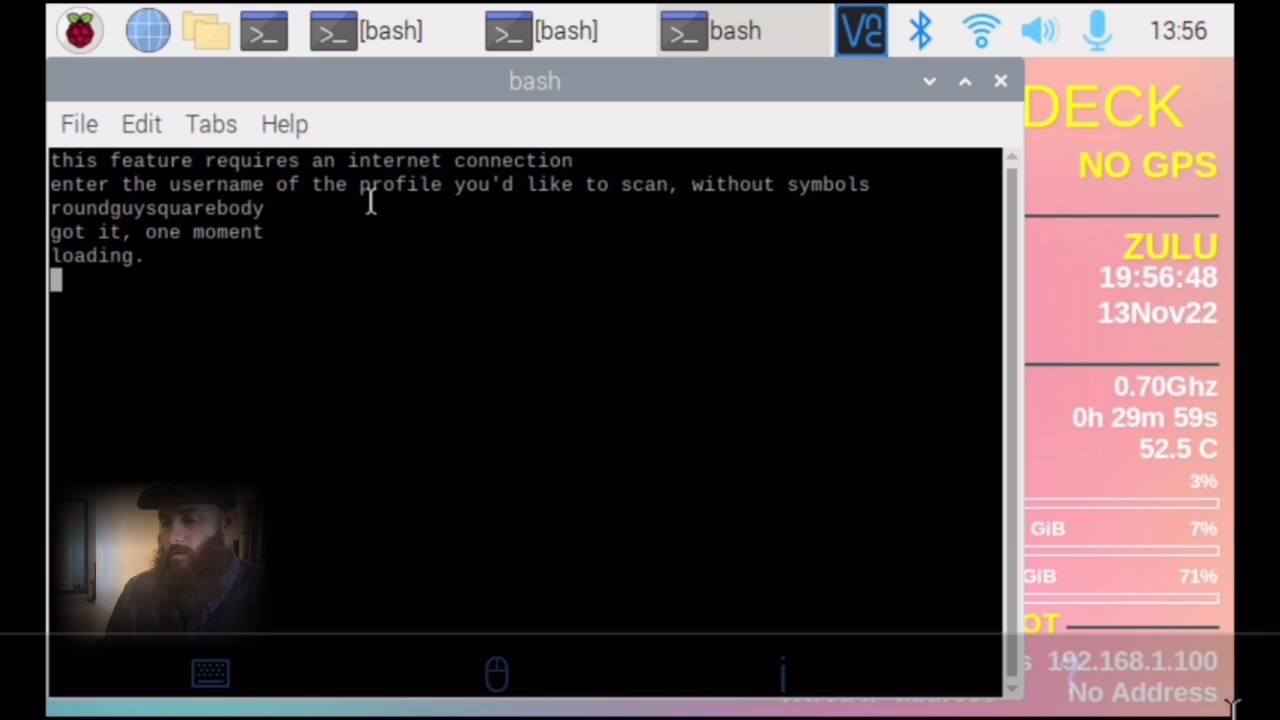 [bash]
[bash]
bash
VNC
13:56
bash
File Edit Tabs Help
this feature requires an internet connection
enter the username of the profile you'd like to scan, without symbols
roundguysquarebody
got it, one moment
loading.
DECK
NO GPS
ZULU
19:56:48
13Nov22
0.70Ghz
0h 29m 59s
52.5 C
3%
GiB 7%
GiB 71%
OT
s 192.168.1.100
No Address